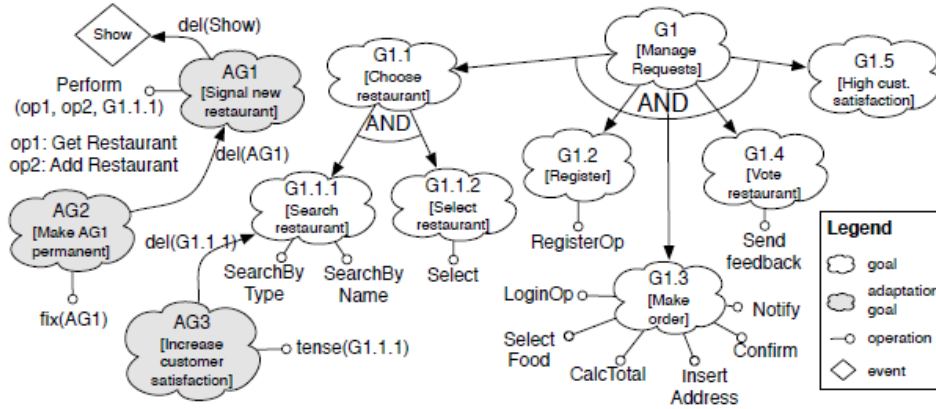 del(Show)
Show
AG1
[Signal new
restaurant]
Perform
(op1, op2, G1.1.1)
op1: Get Restaurant
op2: Add Restaurant
del(AG1)
AG2
[Make AG1
permanent]
fix(AG1)
del(G1.1.1)
AG3
[Increase
customer
satisfaction]
tense(G1.1.1)
G1.1
[Choose
restaurant]
AND
G1.1.1
[Search
restaurant]
SearchBy
Type
SearchBy
Name
G1.1.2
[Select
restaurant]
Select
G1
[Manage
Requests]
AND
G1.5
[High cust.
satisfaction]
G1.2
[Register]
RegisterOp
G1.4
[Vote
restaurant]
Send
feedback
G1.3
[Make
order]
LoginOp
Select
Food
CalcTotal
Insert
Address
Confirm
Notify
Legend
goal
adaptation
goal
operation
event